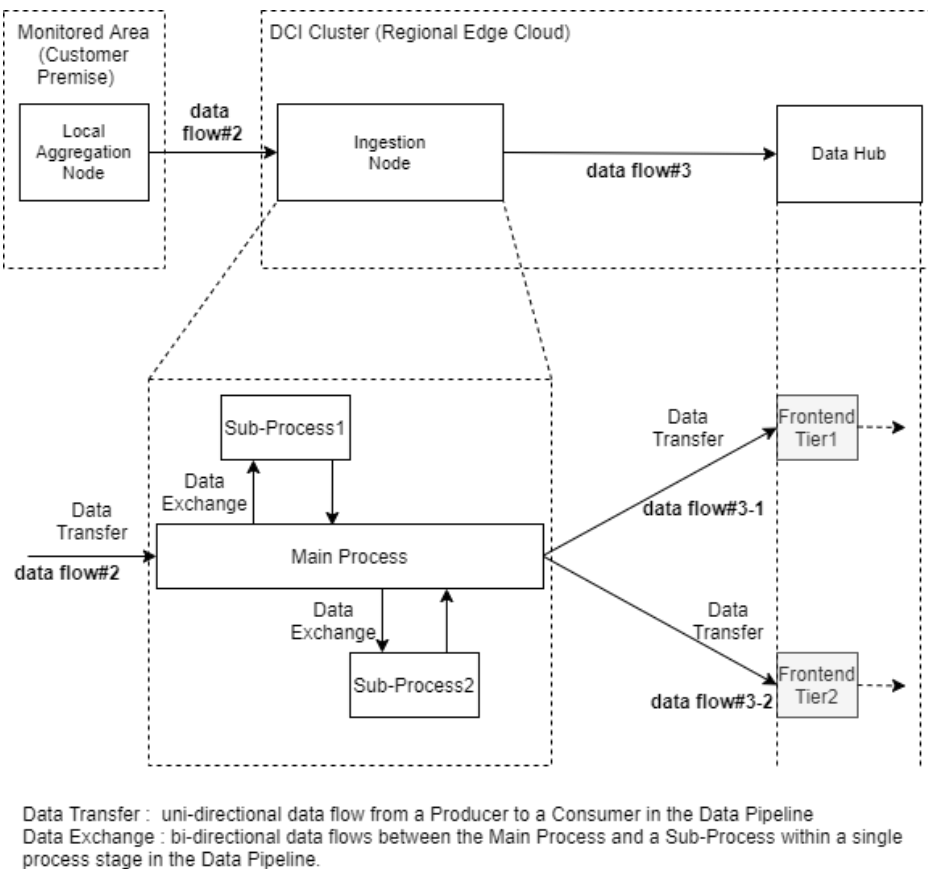 Monitored Area
(Customer
Premise)
DCI Cluster (Regional Edge Cloud)
Local
Aggregation
Node
data
flow#2
Ingestion
Node
data flow#3
Data Hub
Sub-Process1
Data
Exchange
Data
Transfer
data flow#2
Main Process
Data
Exchange
Sub-Process2
Data
Transfer
data flow#3-1
Frontend
Tier1
Data
Transfer
data flow#3-2
Frontend
Tier2
Data Transfer : uni-directional data flow from a Producer to a Consumer in the Data Pipeline
Data Exchange : bi-directional data flows between the Main Process and a Sub-Process within a single
process stage in the Data Pipeline.